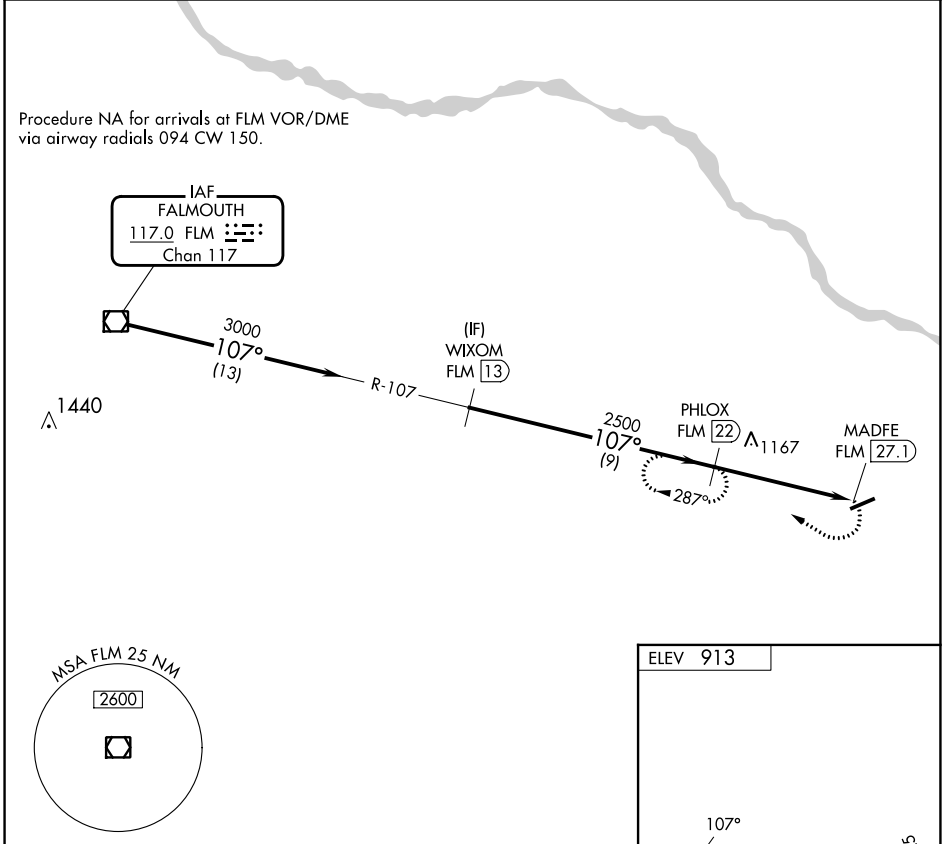 Procedure NA for arrivals at FLM VOR/DME
via airway radials 094 CW 150.
IAF
FALMOUTH
117.0 FLM
Chan 117
3000
107°
(13)
R-107
(IF)
WIXOM
FLM 13
1440
2500
107°
(9)
PHLOX
FLM 22
1167
MADFE
FLM 27.1
287°
MSA FLM 25 NM
2600
ELEV 913
107°